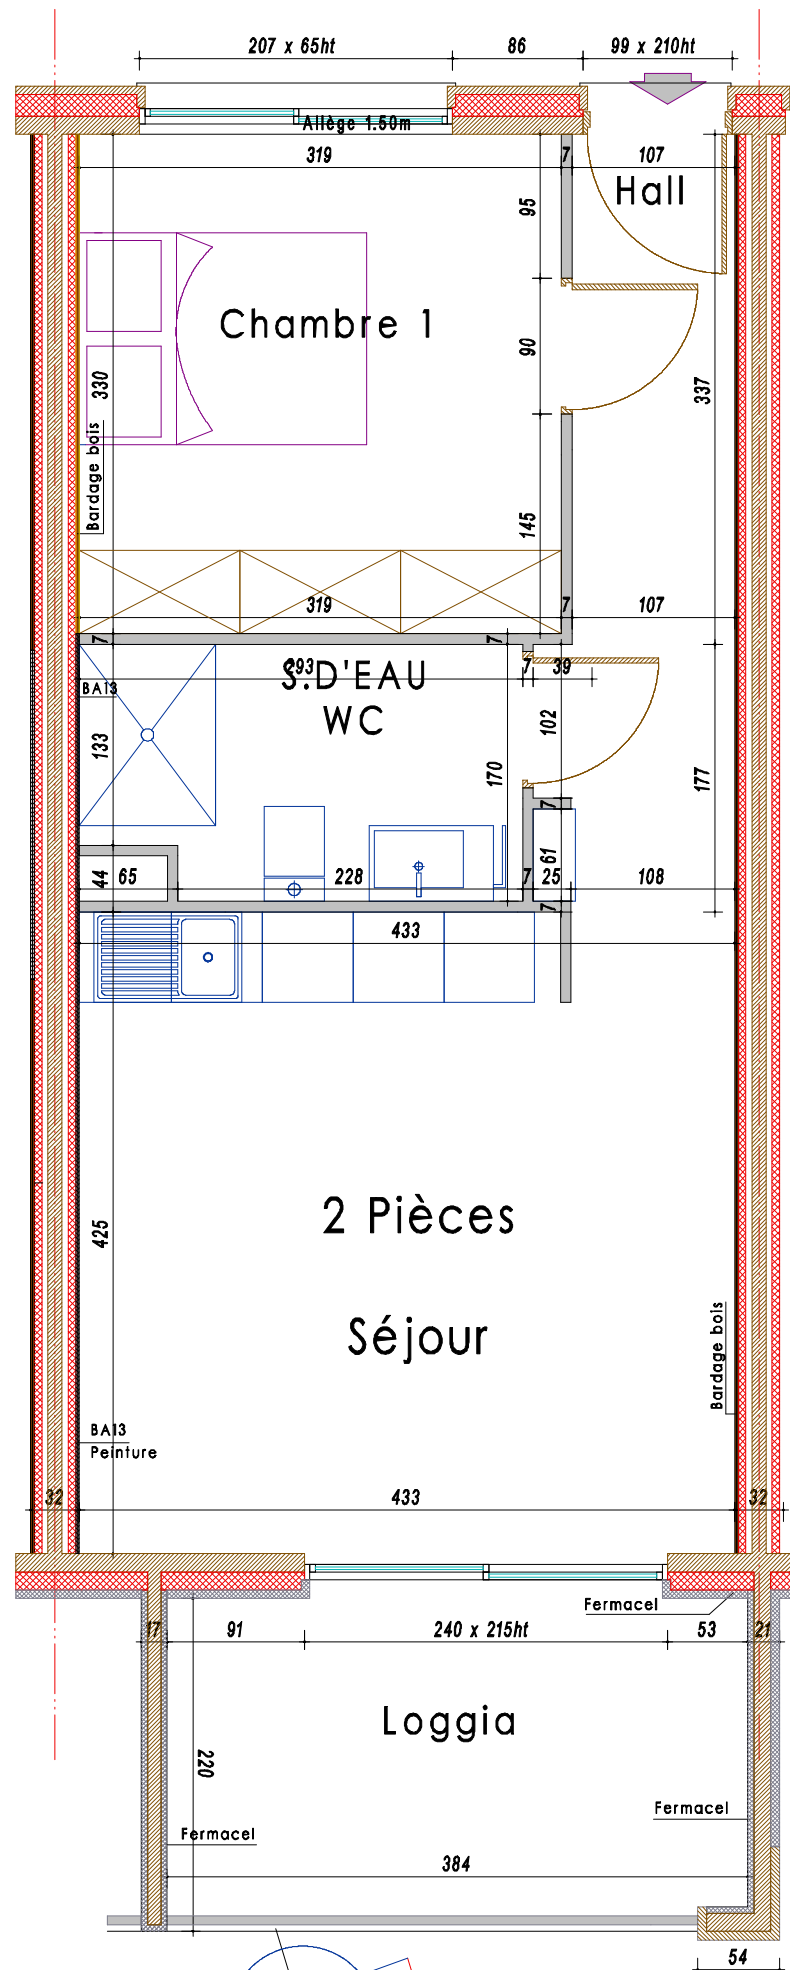 207 x 65ht
86
99 x 210ht
Allège 1.50m
319
7
107
Hall
95
Chambre 1
90
330
337
Bardage bois
145
319
7
107
7
7
293
S.D'EAU
7
39
BA13
WC
102
133
170
177
7
61
44
65
228
7
25
108
7
433
2 Pièces
425
Séjour
Bardage bois
BA13
Peinture
32
433
32
Fermacel
17
91
240 x 215ht
53
21
Loggia
220
Fermacel
Fermacel
384
54